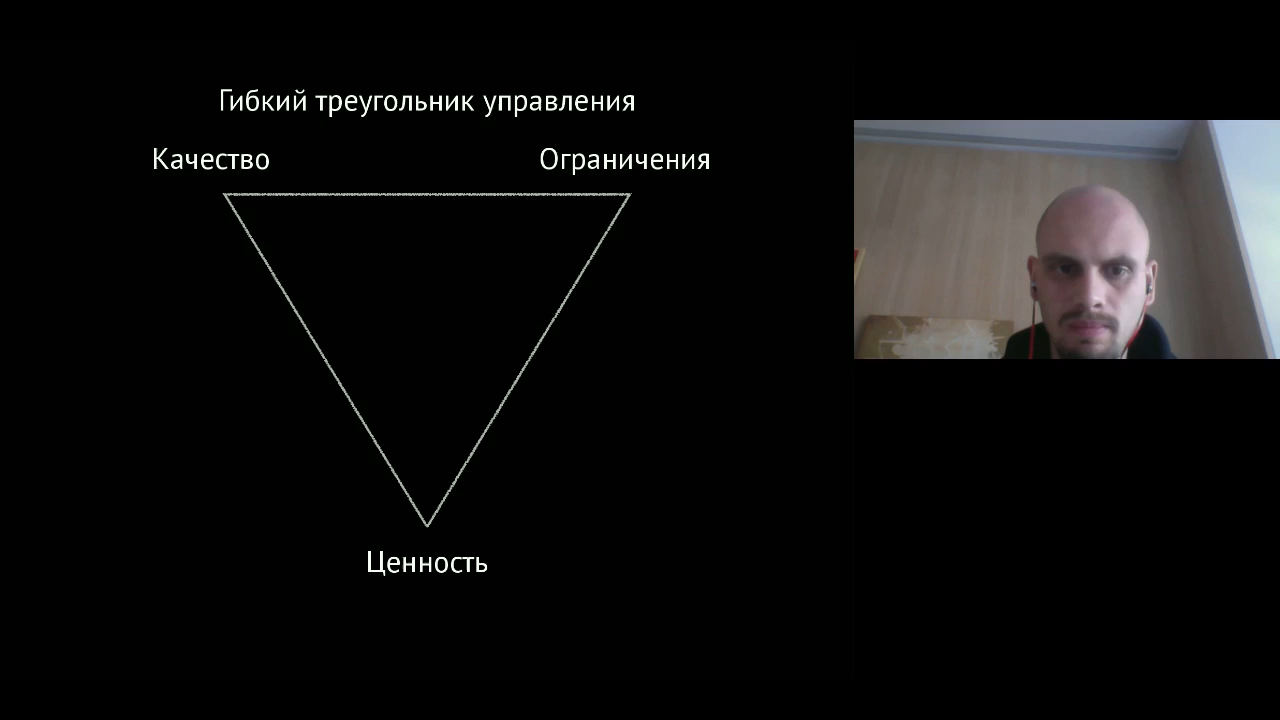 Гибкий треугольник управления
Качество
Ограничения
Ценность